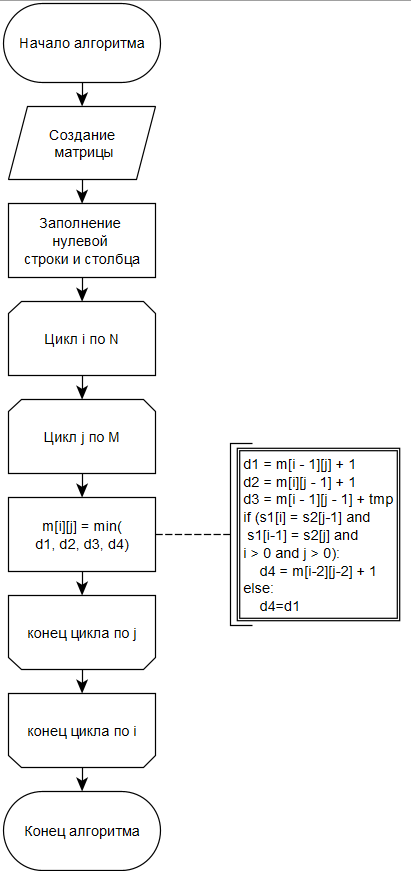 Начало алгоритма
Создание
матрицы
Заполнение
нулевой
строки и столбца
Цикл i по N
Цикл j по M
m[i][j] = min(
d1, d2, d3, d4)
d1 = m[i - 1][j] + 1
d2 = m[i][j - 1] + 1
d3 = m[i - 1][j - 1] + tmp
if (s1[i] = s2[j-1] and
s1[i-1] = s2[j] and
i > 0 and j > 0):
d4 = m[i-2][j-2] + 1
else:
d4=d1
конец цикла по j
конец цикла по i
Конец алгоритма